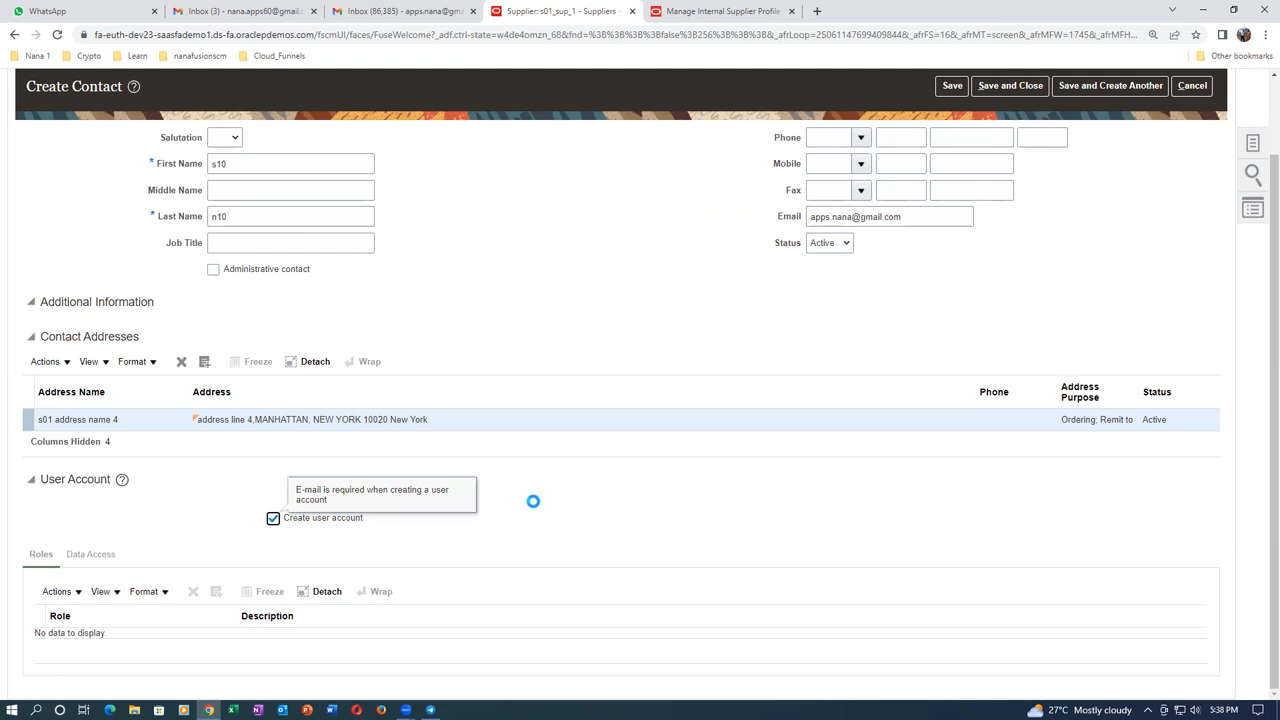 WhatsApp
Inbox (3) - nana.apps60@gmail.c
Inbox (86,385) - apps.nana@gma
Supplier: s01_sup_1 - Suppliers -
Manage Internal Supplier Profile
fa-euth-dev23-saasfademo1.ds-fa.oraclepdemos.com/fscmUI/faces/FuseWelcome?_adf.ctrl-state=w4de4omzn_68&fnd=%3B%3B%3B%3Bfalse%3B256%3B%3B%3B&_afrLoop=25061147699409844&_afrFS=16&_afrMT=screen&_afrMFW=1745&_afrMFH...
Nana 1
Crypto
Learn
nanafusionscm
Cloud_Funnels
Other bookmarks
Create Contact
Save
Save and Close
Save and Create Another
Cancel
Salutation
Phone
* First Name s10
Mobile
Middle Name
Fax
* Last Name n10
Email apps.nana@gmail.com
Job Title
Status Active
Administrative contact
Additional Information
Contact Addresses
Actions View Format Freeze Detach Wrap
Address Name Address Phone Address Purpose Status
s01 address name 4 address line 4,MANHATTAN, NEW YORK 10020 New York Ordering; Remit to Active
Columns Hidden 4
User Account
E-mail is required when creating a user
account
Create user account
Roles Data Access
Actions View Format Freeze Detach Wrap
Role Description
No data to display.
27°C Mostly cloudy
5:38 PM